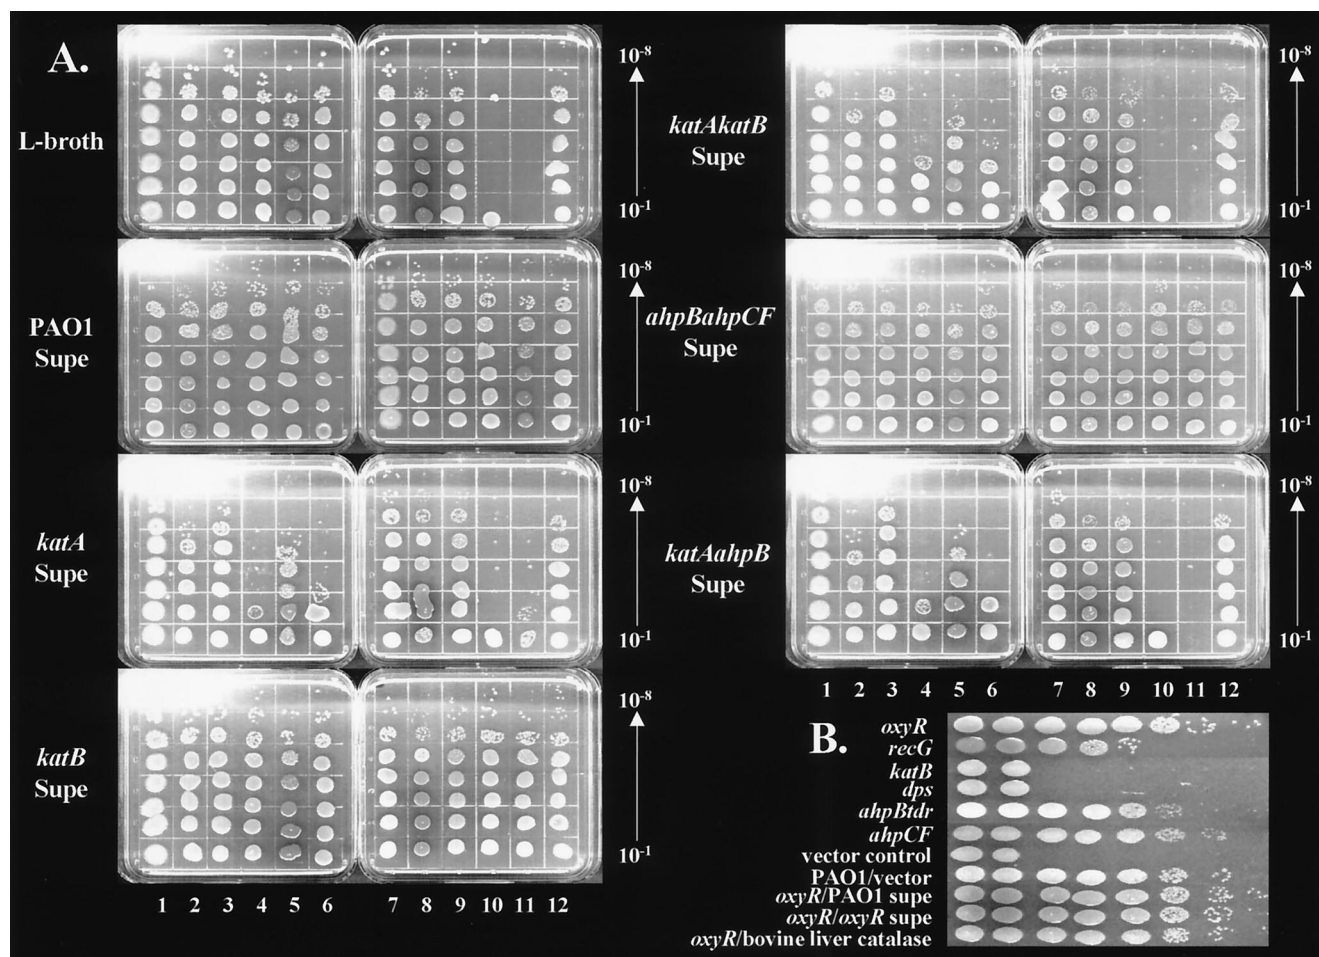 A.
L-broth
10-8
10-1
PAO1
Supe
10-8
10-1
katA
Supe
10-8
10-1
katB
Supe
10-8
10-1
1 2 3 4 5 6 7 8 9 10 11 12
katAkatB
Supe
10-8
10-1
ahpBahpCF
Supe
10-8
10-1
katAahpB
Supe
10-8
10-1
1 2 3 4 5 6 7 8 9 10 11 12
B.
oxyR
recG
katB
dps
ahpBtdr
ahpCF
vector control
PAO1/vector
oxyR/PAO1 supe
oxyR/oxyR supe
oxyR/bovine liver catalase